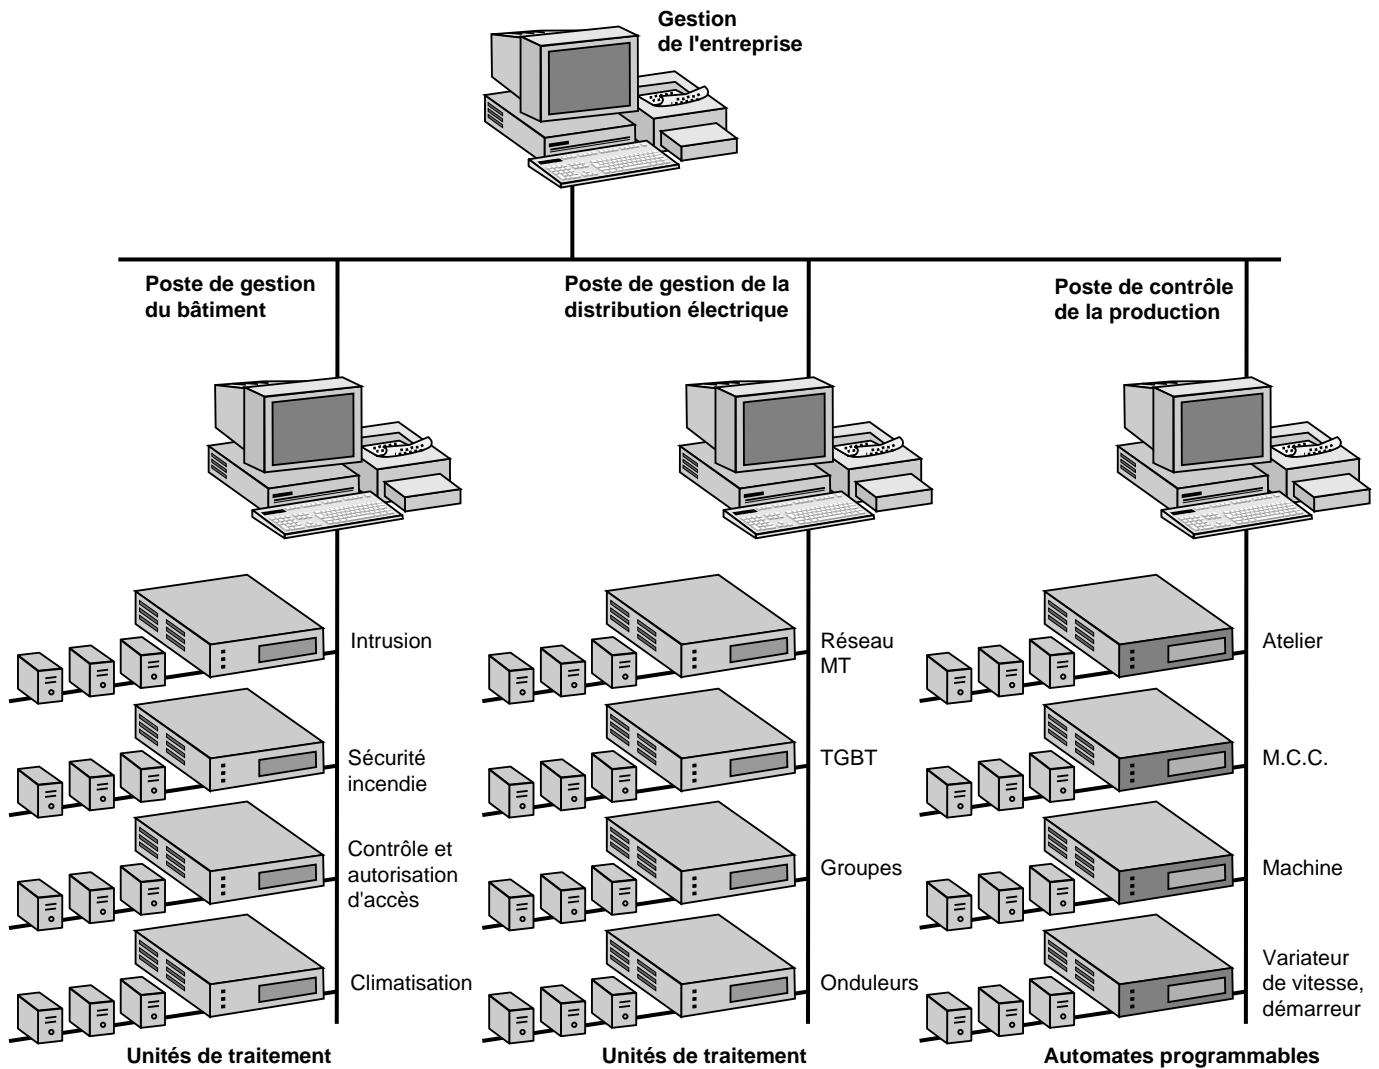 Gestion
de l'entreprise
Poste de gestion
du bâtiment
Poste de gestion de la
distribution électrique
Poste de contrôle
de la production
Intrusion
Sécurité
incendie
Contrôle et
autorisation
d'accès
Climatisation
Unités de traitement
Réseau
MT
TGBT
Groupes
Onduleurs
Unités de traitement
Atelier
M.C.C.
Machine
Variateur
de vitesse,
démarreur
Automates programmables